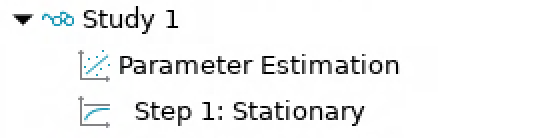 Study 1
Parameter Estimation
Step 1: Stationary